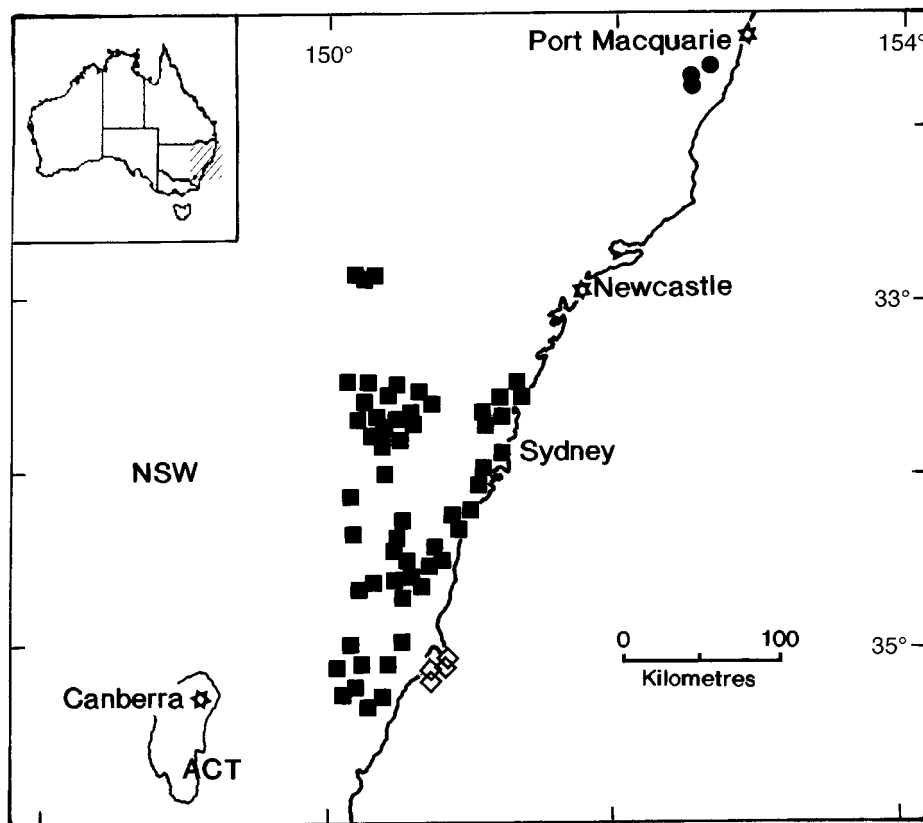 150°
154°
Port Macquarie
33°
Newcastle
Sydney
NSW
35°
0 100
Kilometres
Canberra
ACT